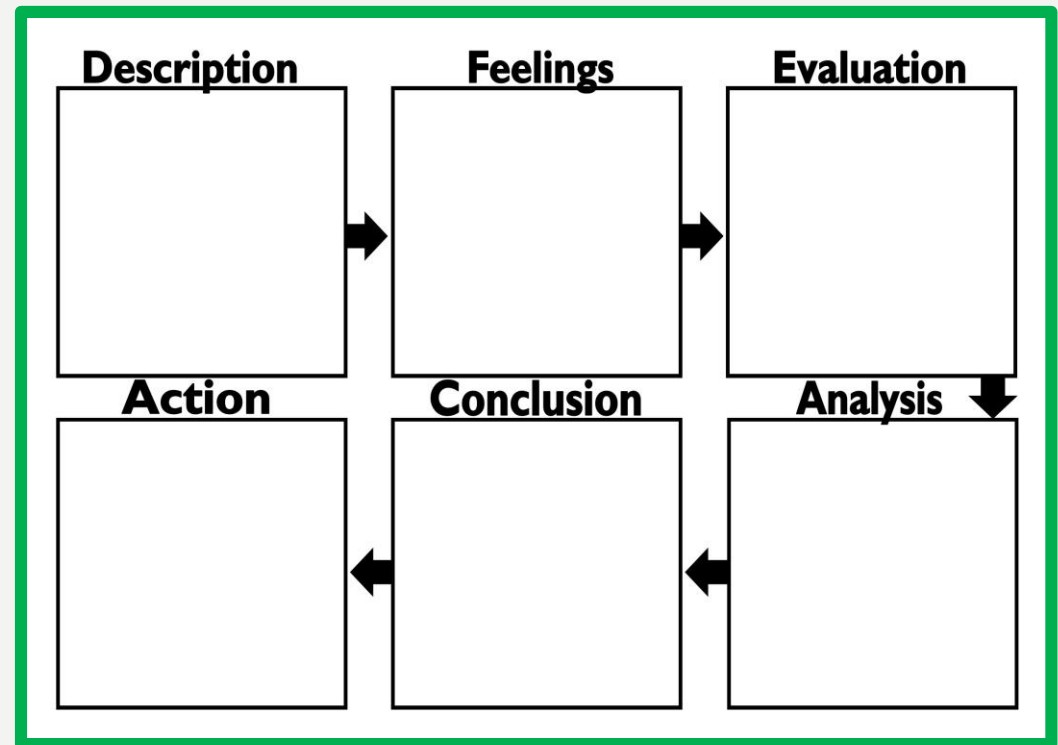 Description
Feelings
Evaluation
Action
Conclusion
Analysis